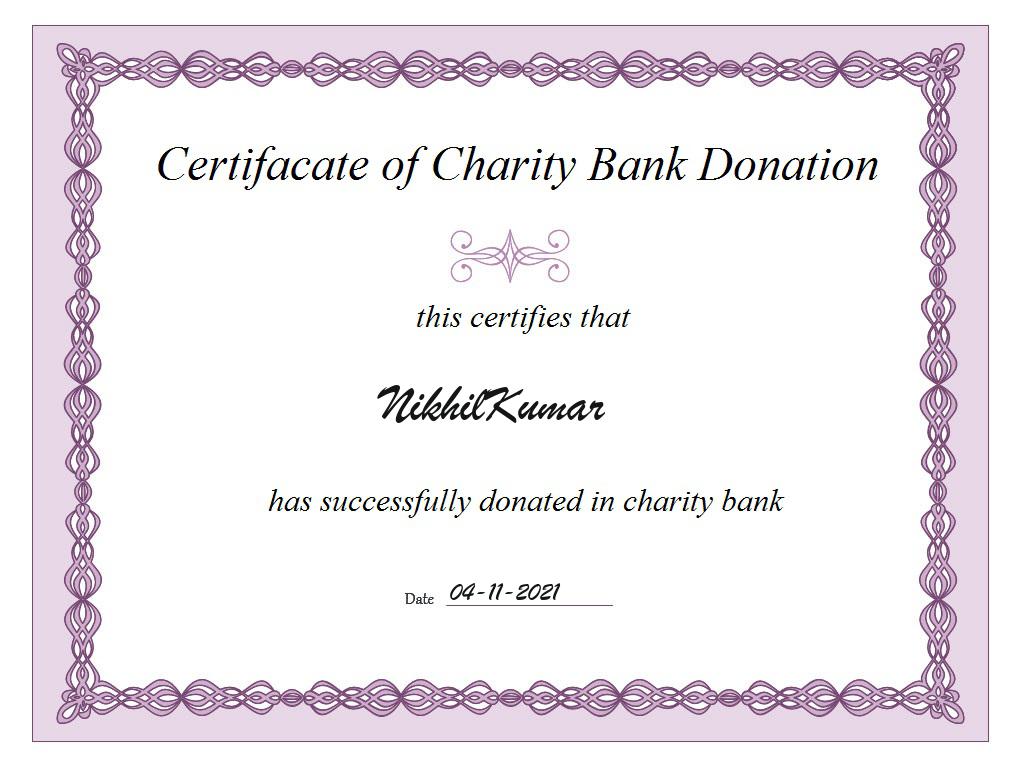 Certifacate of Charity Bank Donation
this certifies that
NikhilKumar
has successfully donated in charity bank
Date 04-11-2021